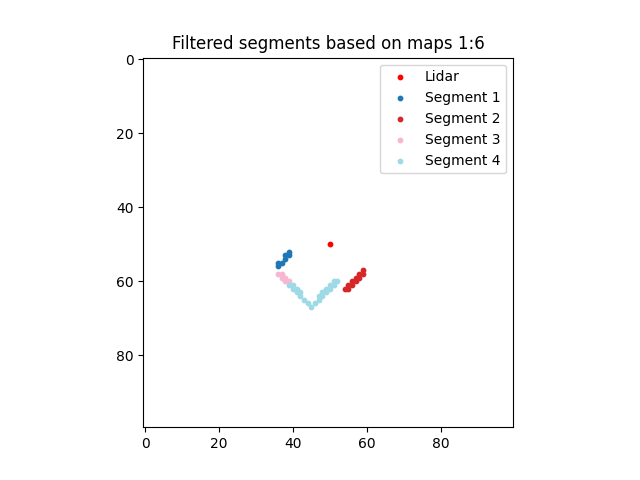 Filtered segments based on maps 1:6
Lidar
Segment 1
Segment 2
Segment 3
Segment 4
0
20
40
60
80
0 20 40 60 80